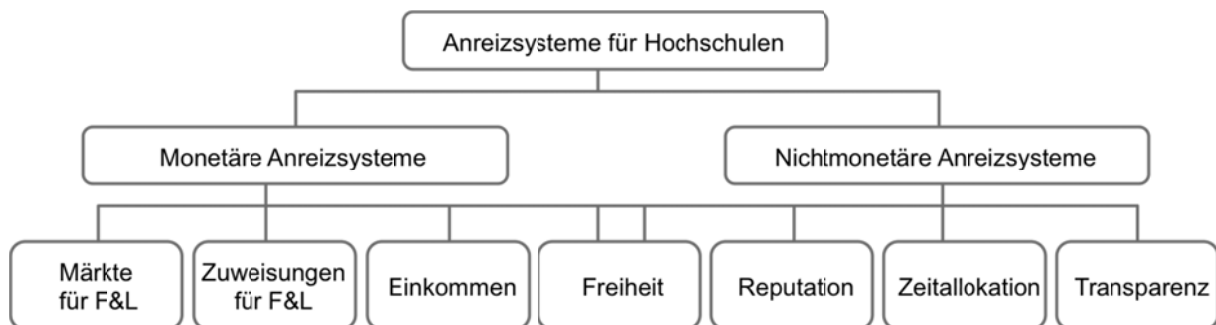 Anreizsysteme für Hochschulen
Monetäre Anreizsysteme
Nichtmonetäre Anreizsysteme
Märkte
für F&L
Zuweisungen
für F&L
Einkommen
Freiheit
Reputation
Zeitallokation
Transparenz